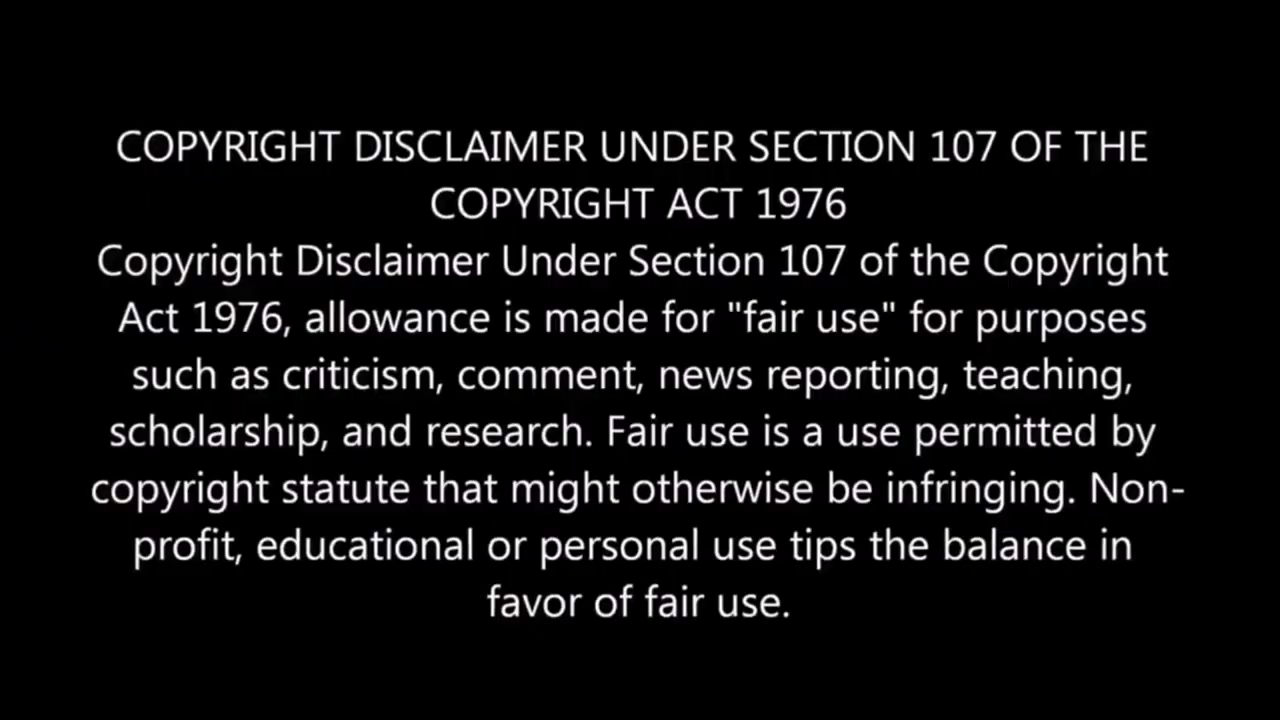 COPYRIGHT DISCLAIMER UNDER SECTION 107 OF THE
COPYRIGHT ACT 1976
Copyright Disclaimer Under Section 107 of the Copyright
Act 1976, allowance is made for "fair use" for purposes
such as criticism, comment, news reporting, teaching,
scholarship, and research. Fair use is a use permitted by
copyright statute that might otherwise be infringing. Non-
profit, educational or personal use tips the balance in
favor of fair use.